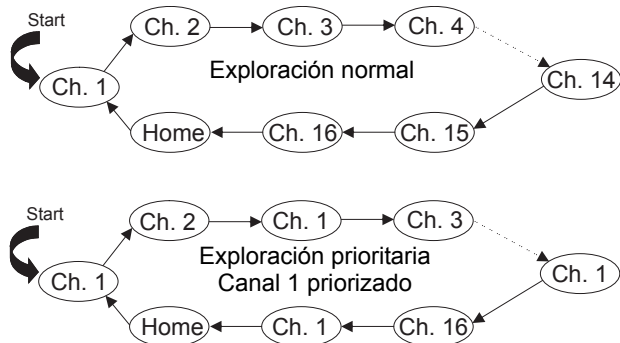 Start
Ch. 2
Ch. 3
Ch. 4
Ch. 1
Exploración normal
Ch. 14
Home
Ch. 16
Ch. 15
Start
Ch. 2
Ch. 1
Ch. 3
Ch. 1
Exploración prioritaria
Canal 1 priorizado
Ch. 1
Home
Ch. 1
Ch. 16